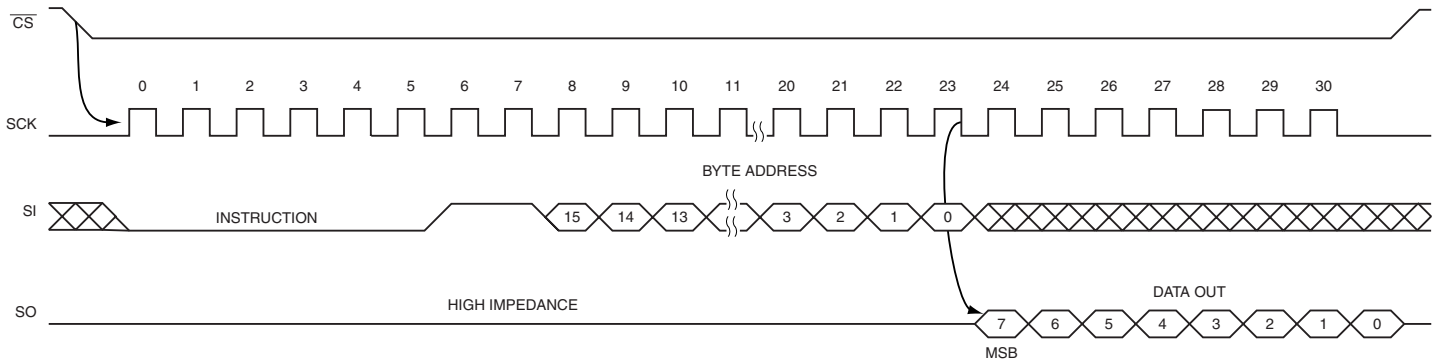 CS
0 1 2 3 4 5 6 7 8 9 10 11 20 21 22 23 24 25 26 27 28 29 30
SCK
BYTE ADDRESS
SI INSTRUCTION 15 14 13 3 2 1 0
HIGH IMPEDANCE DATA OUT
SO 7 6 5 4 3 2 1 0
MSB